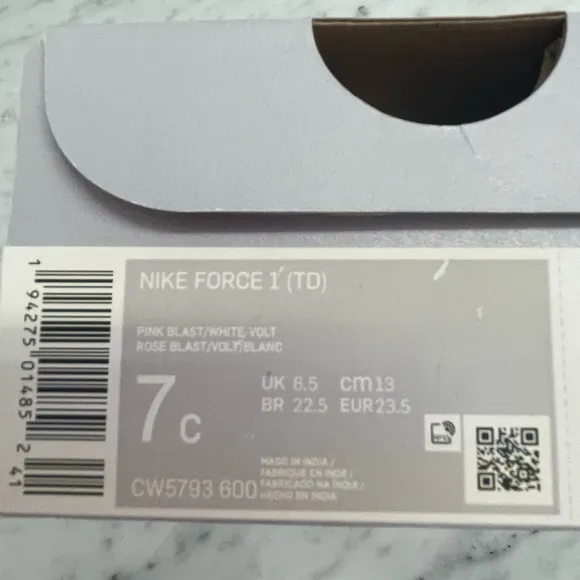 NIKE FORCE 1 (TD)
PINK BLAST/WHITE-VOLT
ROSE BLAST/VOLT/BLANC
7C
UK 6.5 cm 13
BR 22.5 EUR 23.5
CW5793 600
MADE IN INDIA /
FABRIQUE EN INDE /
FABRICADO NA ÍNDIA /
HECHO EN INDIA
1 94275 01485 2 41